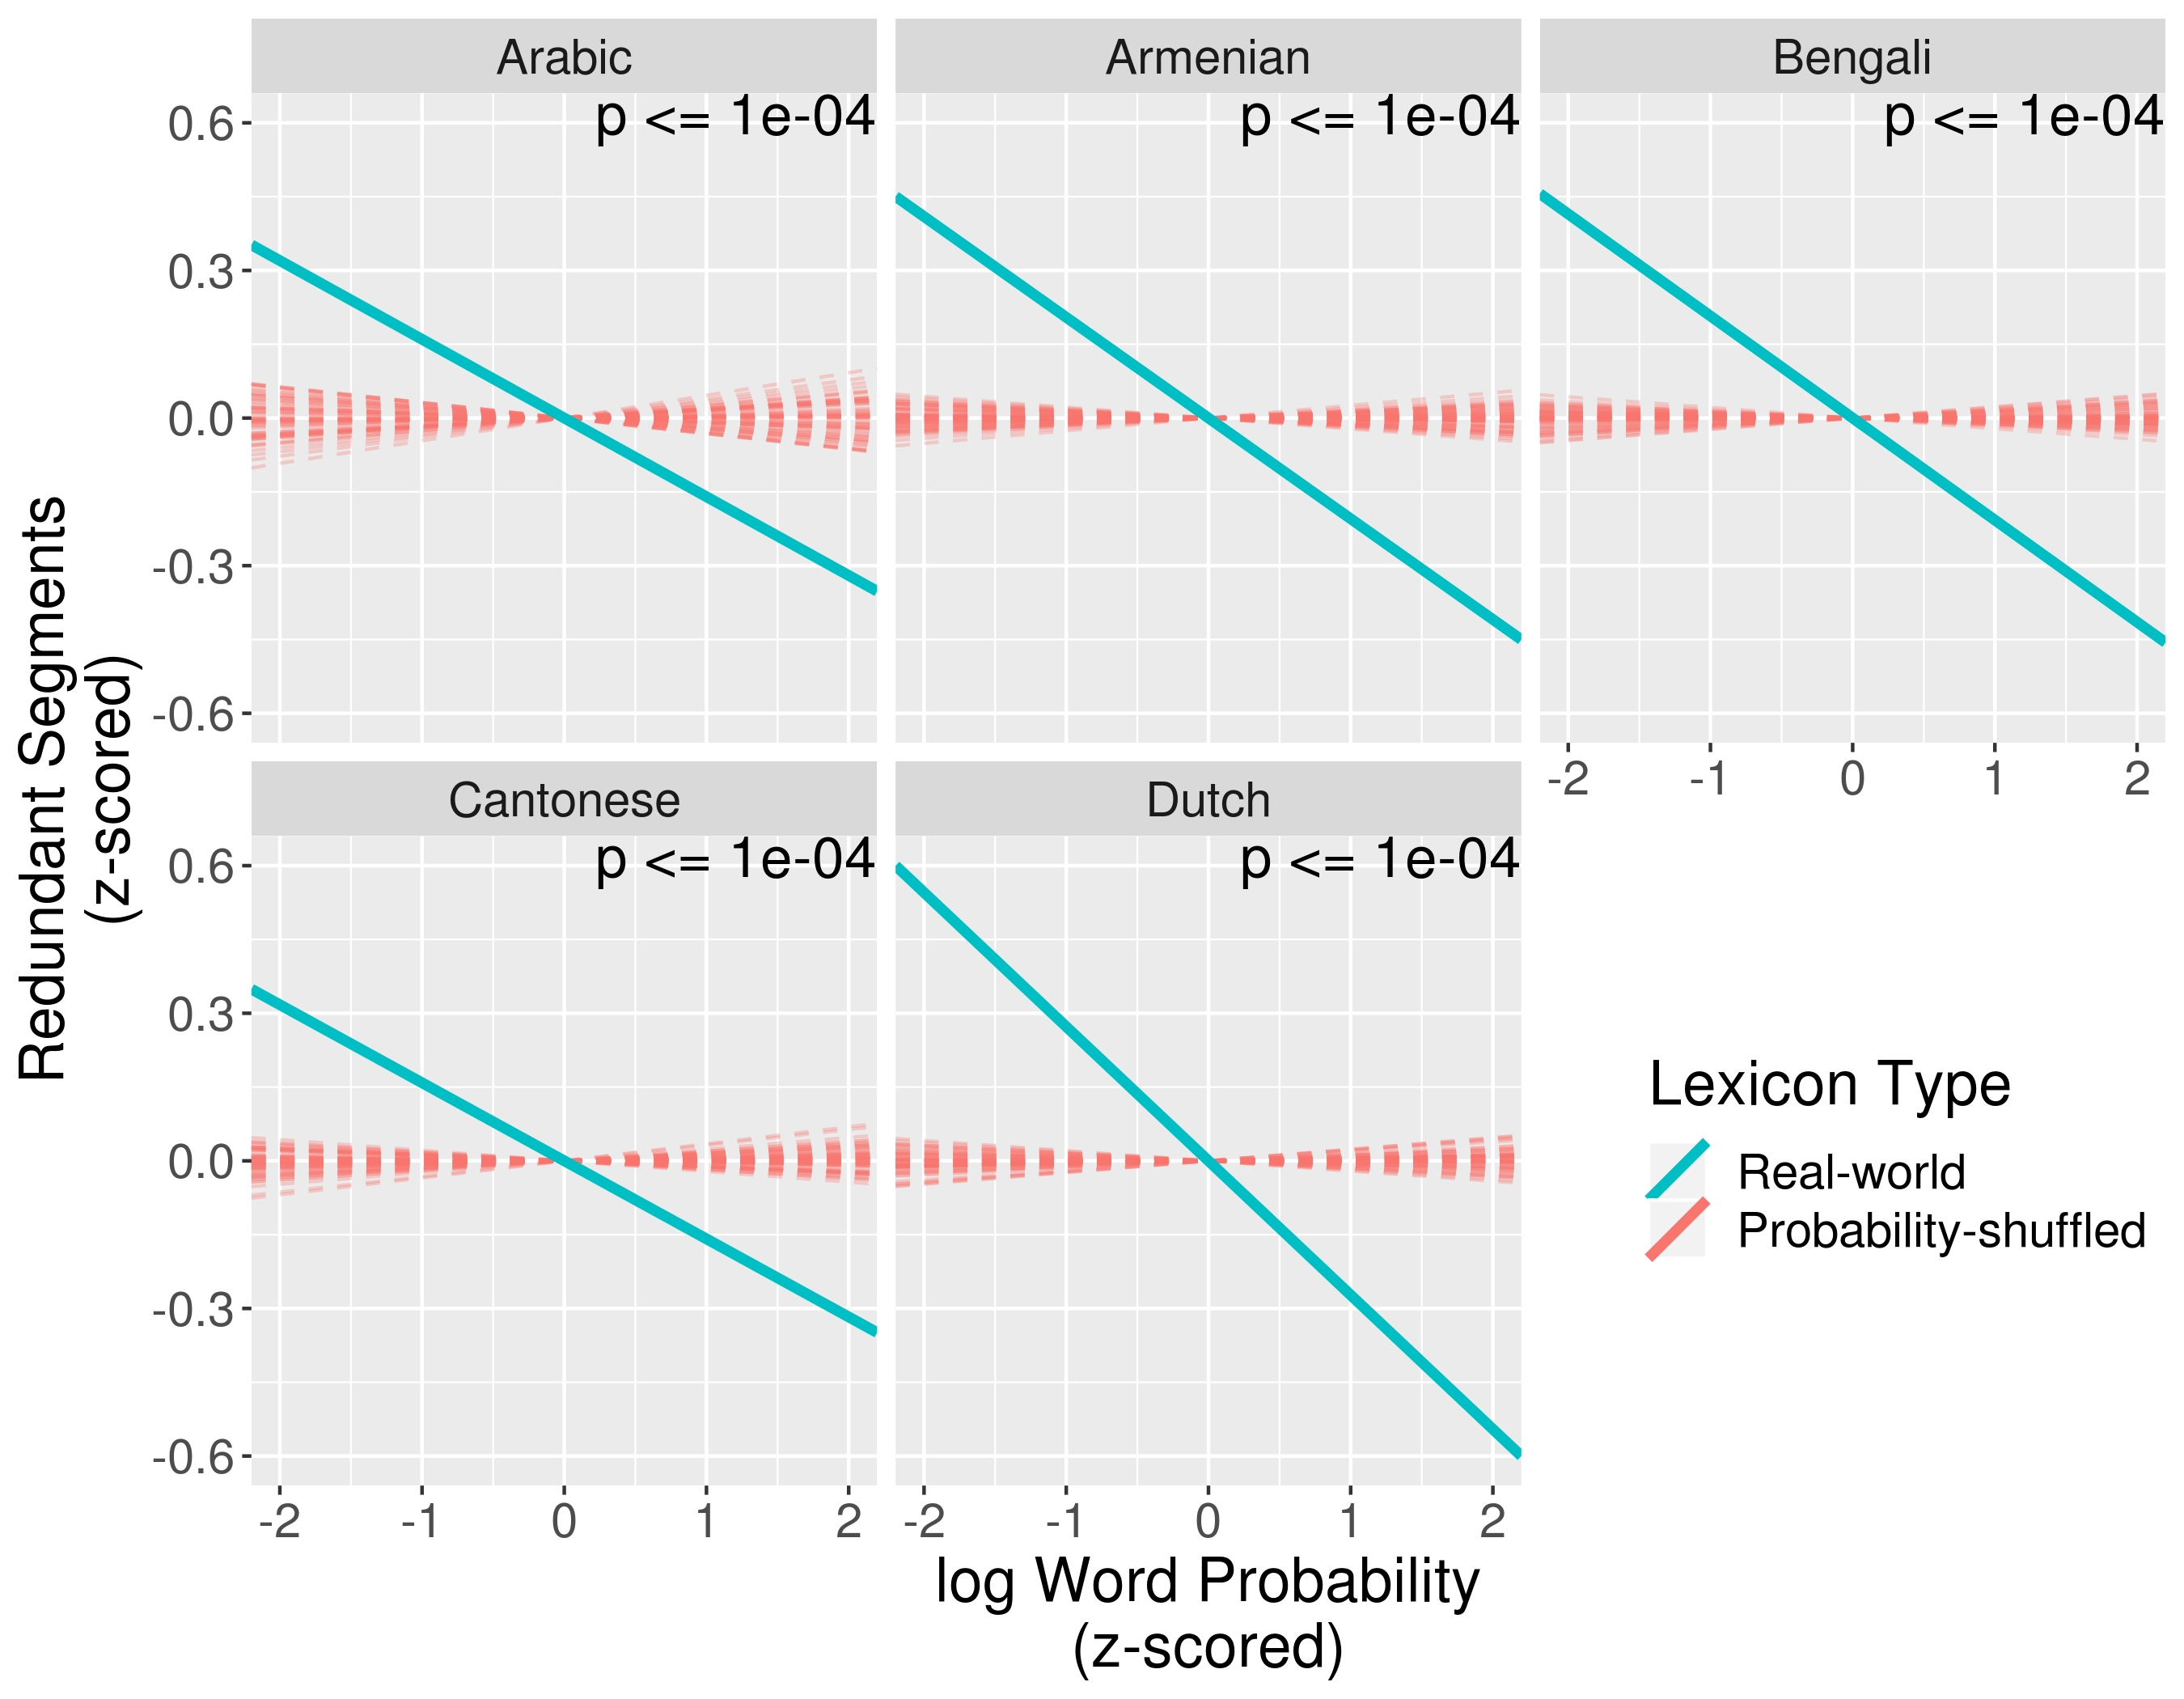 Arabic
Armenian
Bengali
p <= 1e-04
p <= 1e-04
p <= 1e-04
0.6
0.3
0.0
-0.3
-0.6
-2
-1
0
1
2
Cantonese
Dutch
p <= 1e-04
p <= 1e-04
0.6
0.3
0.0
-0.3
-0.6
-2
-1
0
1
2
-2
-1
0
1
2
Redundant Segments
(z-scored)
log Word Probability
(z-scored)
Lexicon Type
Real-world
Probability-shuffled